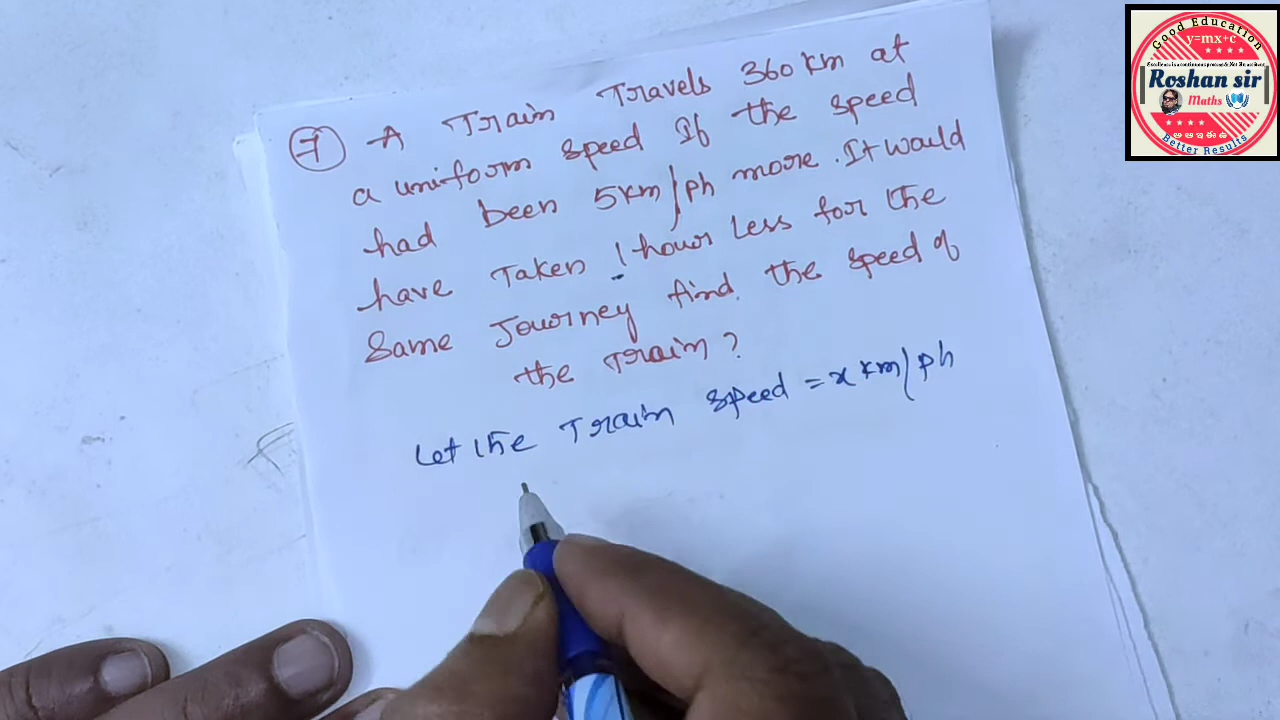 7 A Train Travels 360 km at
a uniform speed If the speed
had been 5 km/ph more. It would
have Taken 1 hour Less for the
Same Journey find. the speed of
the Train?
Let the Train speed = x km/ph
Good Education
y=mx+c
Roshan sir
Maths
Better Results